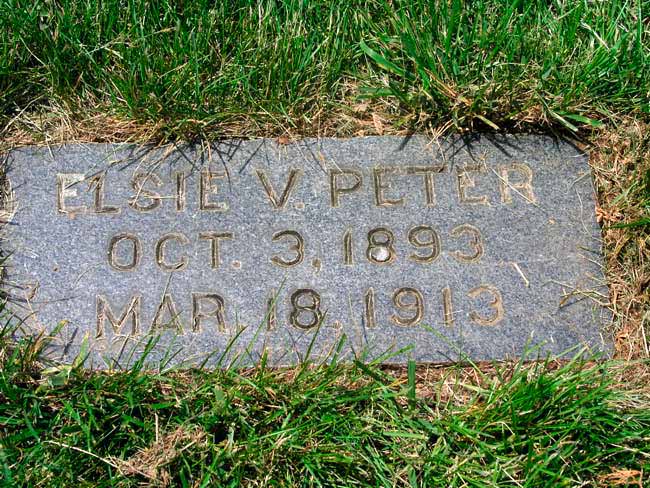 ELSIE V. PETER
OCT. 3, 1893
MAR 18, 1913